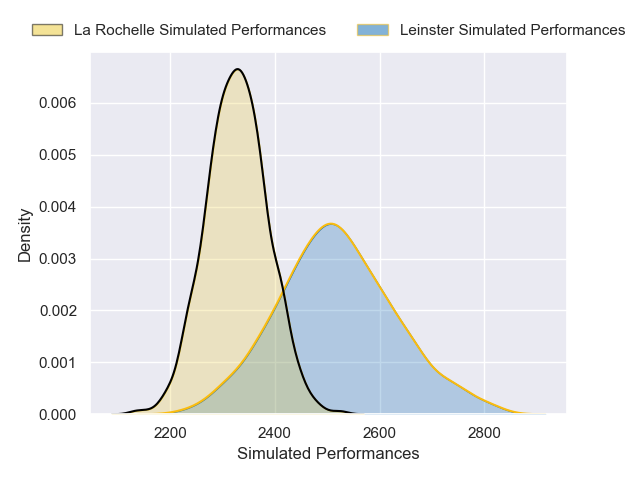 La Rochelle Simulated Performances Leinster Simulated Performances
0.006
0.005
0.004
0.003
0.002
0.001
0.000
Density
2200 2400 2600 2800
Simulated Performances